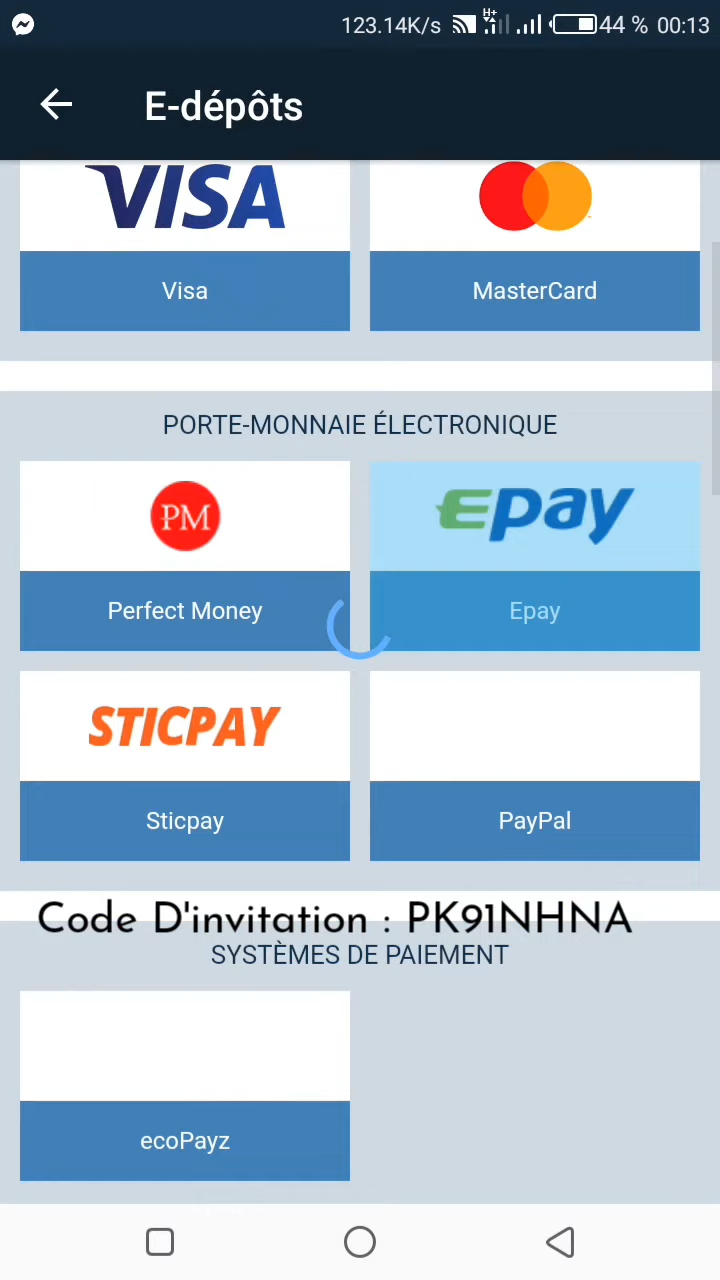 123.14K/s H+ 44 % 00:13
E-dépôts
VISA
Visa MasterCard
PORTE-MONNAIE ÉLECTRONIQUE
PM Epay
Perfect Money Epay
STICPAY
Sticpay PayPal
Code D'invitation : PK91NHNA
SYSTÈMES DE PAIEMENT
ecoPayz